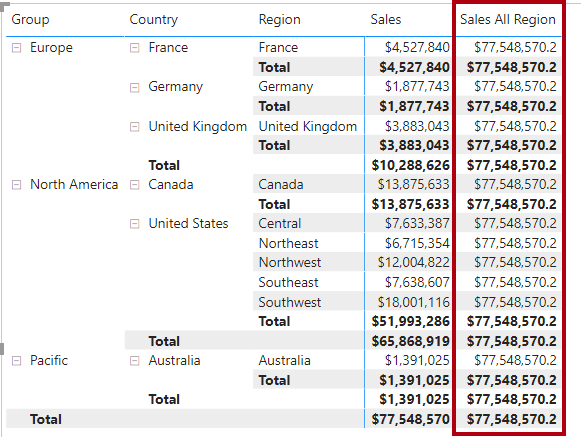 Group Country Region Sales Sales All Region
Europe France France $4,527,840 $77,548,570.2
Total $4,527,840 $77,548,570.2
Germany Germany $1,877,743 $77,548,570.2
Total $1,877,743 $77,548,570.2
United Kingdom United Kingdom $3,883,043 $77,548,570.2
Total $3,883,043 $77,548,570.2
Total $10,288,626 $77,548,570.2
North America Canada Canada $13,875,633 $77,548,570.2
Total $13,875,633 $77,548,570.2
United States Central $7,633,387 $77,548,570.2
Northeast $6,715,354 $77,548,570.2
Northwest $12,004,822 $77,548,570.2
Southeast $7,638,607 $77,548,570.2
Southwest $18,001,116 $77,548,570.2
Total $51,993,286 $77,548,570.2
Total $65,868,919 $77,548,570.2
Pacific Australia Australia $1,391,025 $77,548,570.2
Total $1,391,025 $77,548,570.2
Total $1,391,025 $77,548,570.2
Total $77,548,570 $77,548,570.2